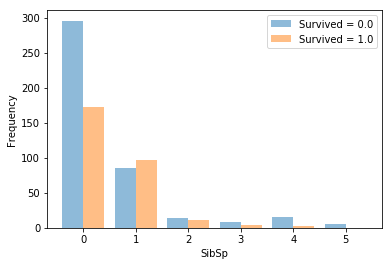 300
250
200
150
100
50
0
Frequency
Survived = 0.0
Survived = 1.0
0 1 2 3 4 5
SibSp